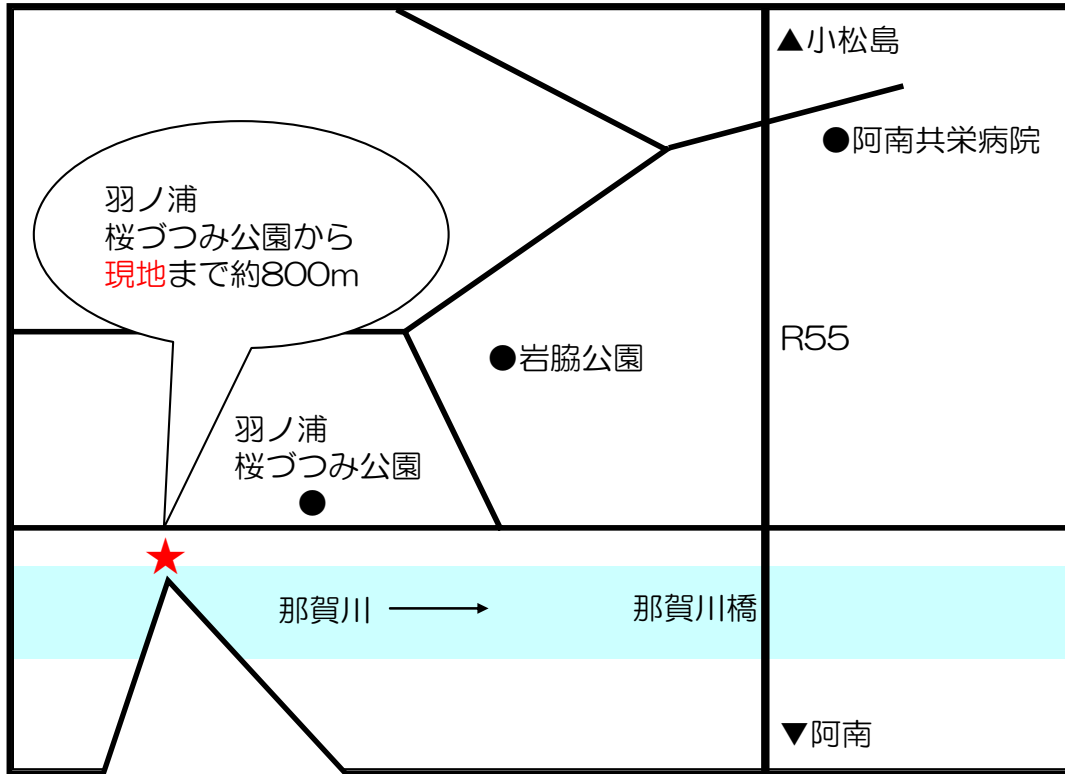 ▲小松島
●阿南共栄病院
羽ノ浦
桜づつみ公園から
現地まで約800m
R55
●岩脇公園
羽ノ浦
桜づつみ公園
●
★
那賀川 →
那賀川橋
▼阿南